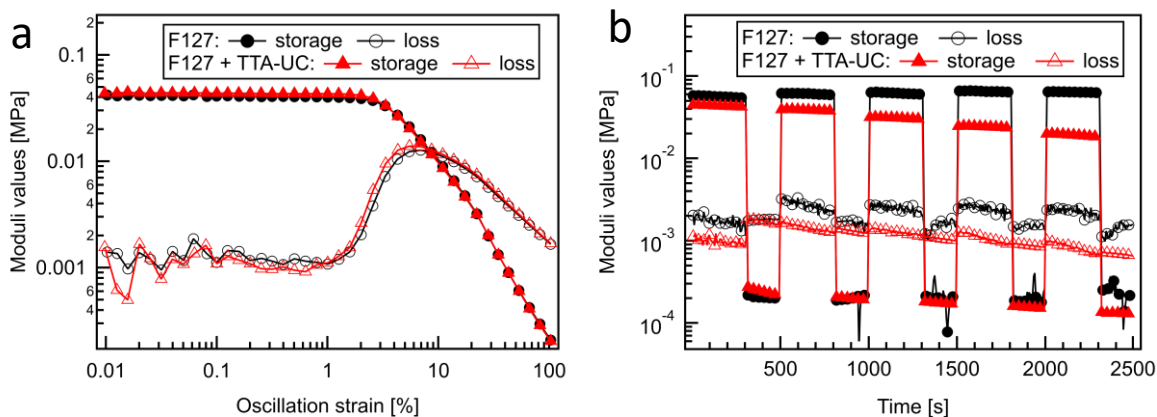 a
F127: storage loss
F127 + TTA-UC: storage loss
Moduli values [MPa]
0.1
6
4
2
0.01
6
4
2
0.001
6
4
2
0.01 0.1 1 10 100
Oscillation strain [%]
b
F127: storage loss
F127 + TTA-UC: storage loss
Moduli values [MPa]
10⁻¹
10⁻²
10⁻³
10⁻⁴
500 1000 1500 2000 2500
Time [s]